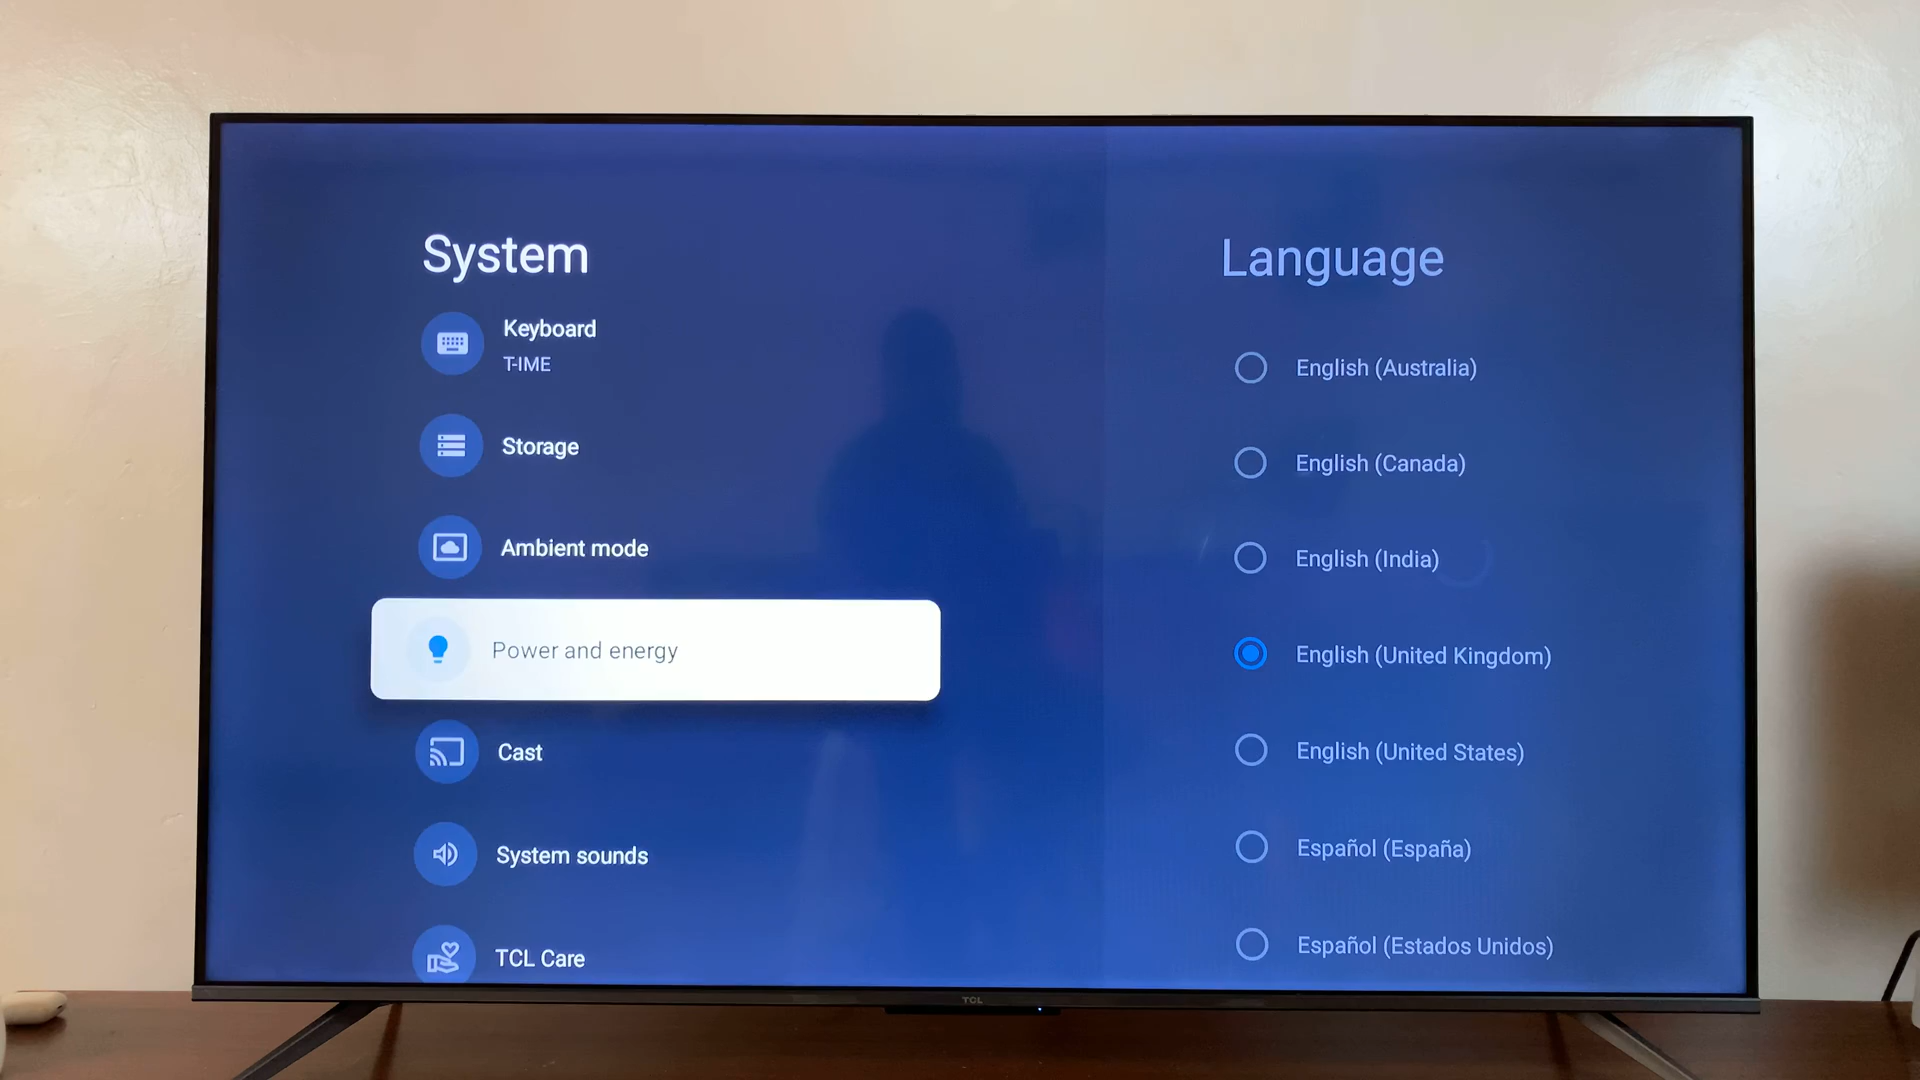 System
Keyboard
T-IME
Storage
Ambient mode
Power and energy
Cast
System sounds
TCL Care
Language
English (Australia)
English (Canada)
English (India)
English (United Kingdom)
English (United States)
Español (España)
Español (Estados Unidos)
TCL